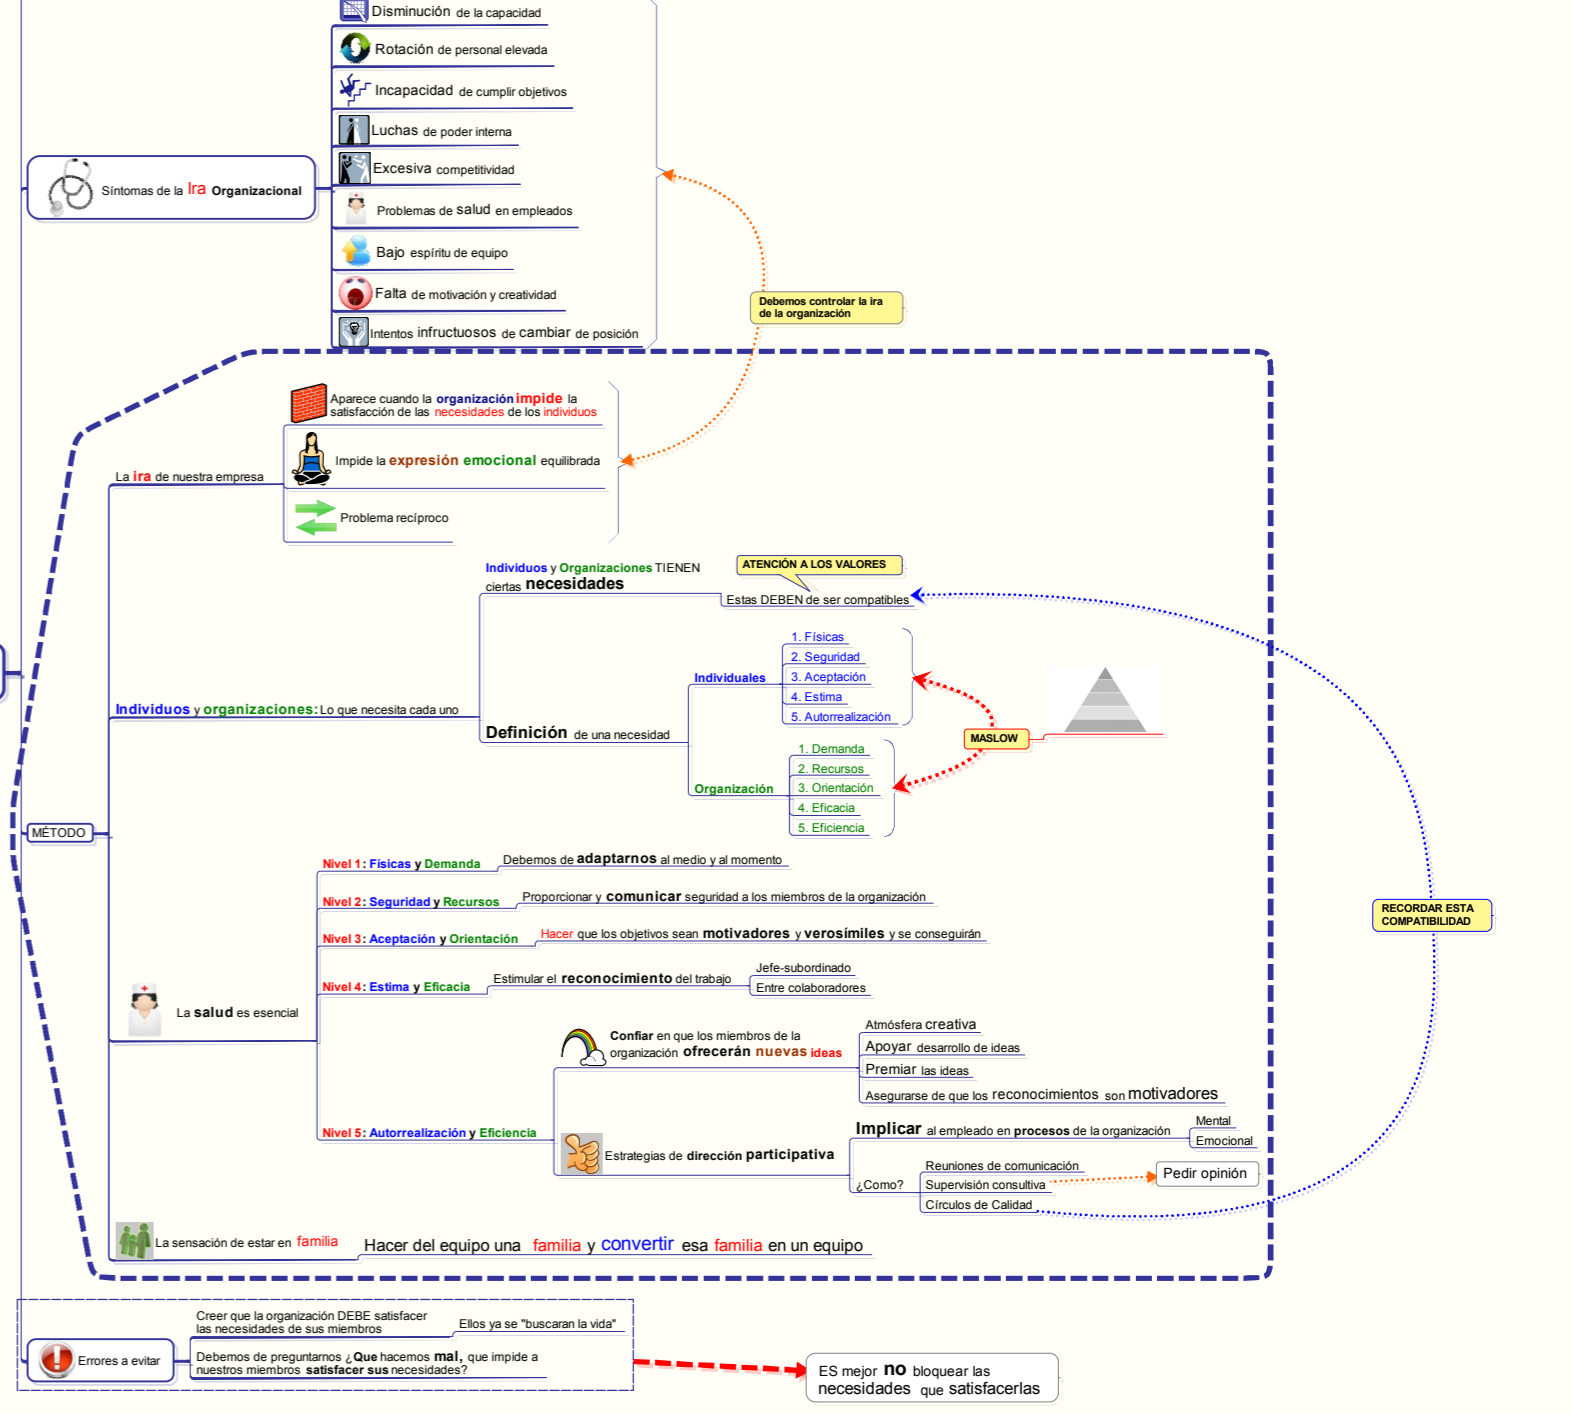 Disminución de la capacidad
Rotación de personal elevada
Incapacidad de cumplir objetivos
Luchas de poder interna
Excesiva competitividad
Síntomas de la Ira Organizacional
Problemas de salud en empleados
Bajo espíritu de equipo
Falta de motivación y creatividad
Intentos infructuosos de cambiar de posición
Debemos controlar la ira
de la organización
Aparece cuando la organización impide la
satisfacción de las necesidades de los individuos
Impide la expresión emocional equilibrada
La ira de nuestra empresa
Problema recíproco
Individuos y Organizaciones TIENEN
ciertas necesidades
ATENCIÓN A LOS VALORES
Estas DEBEN de ser compatibles
1. Físicas
2. Seguridad
Individuales
3. Aceptación
4. Estima
5. Autorrealización
Individuos y organizaciones: Lo que necesita cada uno
Definición de una necesidad
MASLOW
1. Demanda
2. Recursos
Organización
3. Orientación
4. Eficacia
5. Eficiencia
MÉTODO
Nivel 1: Físicas y Demanda
Debemos de adaptarnos al medio y al momento
Nivel 2: Seguridad y Recursos
Proporcionar y comunicar seguridad a los miembros de la organización
RECORDAR ESTA
COMPATIBILIDAD
Nivel 3: Aceptación y Orientación
Hacer que los objetivos sean motivadores y verosímiles y se conseguirán
Nivel 4: Estima y Eficacia
Estimular el reconocimiento del trabajo
Jefe-subordinado
Entre colaboradores
La salud es esencial
Confiar en que los miembros de la
organización ofrecerán nuevas ideas
Atmósfera creativa
Apoyar desarrollo de ideas
Premiar las ideas
Asegurarse de que los reconocimientos son motivadores
Nivel 5: Autorrealización y Eficiencia
Estrategias de dirección participativa
Implicar al empleado en procesos de la organización
Mental
Emocional
¿Como?
Reuniones de comunicación
Supervisión consultiva
Pedir opinión
Círculos de Calidad
La sensación de estar en familia
Hacer del equipo una familia y convertir esa familia en un equipo
Creer que la organización DEBE satisfacer
las necesidades de sus miembros
Ellos ya se "buscaran la vida"
Errores a evitar
Debemos de preguntarnos ¿Que hacemos mal, que impide a
nuestros miembros satisfacer sus necesidades?
ES mejor no bloquear las
necesidades que satisfacerlas